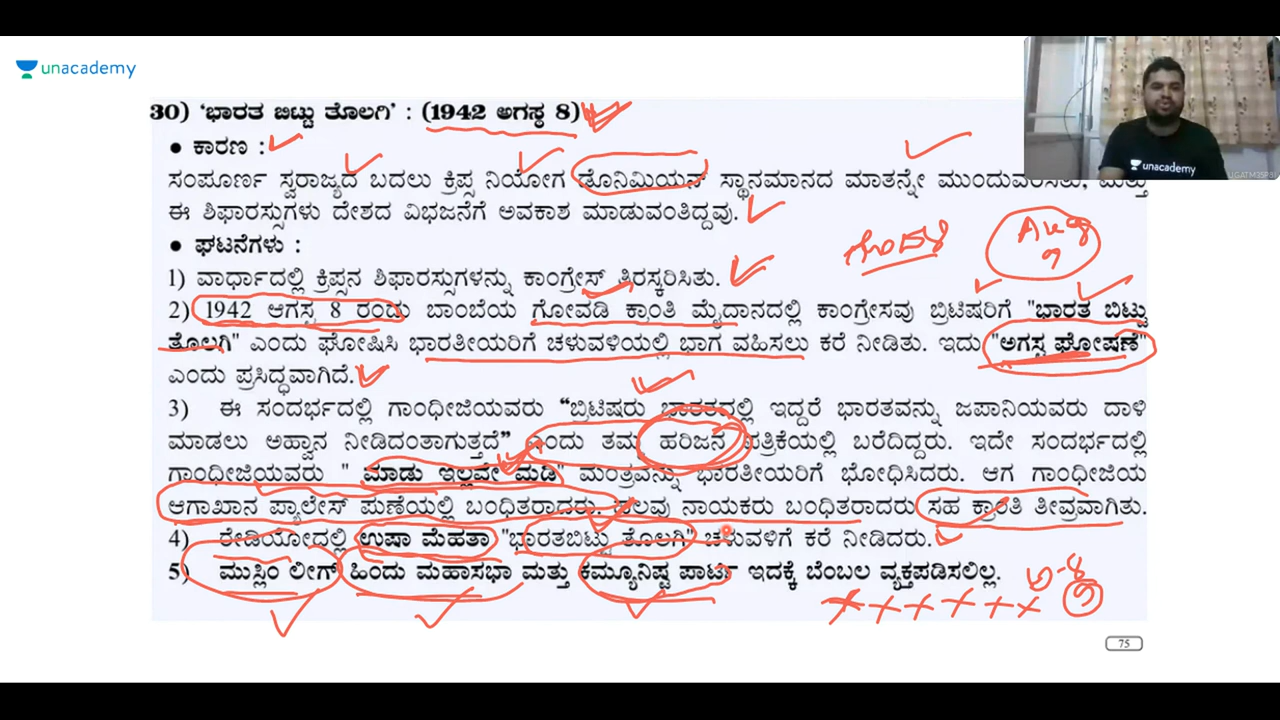 unacademy
30) 'ಭಾರತ ಬಿಟ್ಟು ತೊಲಗಿ' : (1942 ಅಗಸ್ಟ 8)
● ಕಾರಣ :
ಸಂಪೂರ್ಣ ಸ್ವರಾಜ್ಯದ ಬದಲು ಕ್ರಿಪ್ಸ ನಿಯೋಗ ಡೊನಿಮಿಯನ್ ಸ್ಥಾನಮಾನದ ಮಾತನ್ನೇ
ಈ ಶಿಫಾರಸ್ಸುಗಳು ದೇಶದ ವಿಭಜನೆಗೆ ಅವಕಾಶ ಮಾಡುವಂತಿದ್ದವು.
● ಘಟನೆಗಳು :
Aug
9
1) ವಾರ್ಧಾದಲ್ಲಿ ಕ್ರಿಪ್ಸನ ಶಿಫಾರಸ್ಸುಗಳನ್ನು ಕಾಂಗ್ರೇಸ್ ತಿರಸ್ಕರಿಸಿತು.
2) 1942 ಆಗಸ್ಟ 8 ರಂದು ಬಾಂಬೆಯ ಗೋವಡಿ ಕ್ರಾಂತಿ ಮೈದಾನದಲ್ಲಿ ಕಾಂಗ್ರೇಸವು ಬ್ರಿಟಿಷರಿಗೆ "ಭಾರತ ಬಿಟ್ಟು
ತೊಲಗಿ" ಎಂದು ಘೋಷಿಸಿ ಭಾರತೀಯರಿಗೆ ಚಳುವಳಿಯಲ್ಲಿ ಭಾಗ ವಹಿಸಲು ಕರೆ ನೀಡಿತು. ಇದು "ಅಗಸ್ಟ ಘೋಷಣೆ"
ಎಂದು ಪ್ರಸಿದ್ಧವಾಗಿದೆ.
3) ಈ ಸಂದರ್ಭದಲ್ಲಿ ಗಾಂಧೀಜಿಯವರು "ಬ್ರಿಟಿಷರು ಭಾರತದಲ್ಲಿ ಇದ್ದರೆ ಭಾರತವನ್ನು ಜಪಾನಿಯವರು ದಾಳಿ
ಮಾಡಲು ಅಹ್ವಾನ ನೀಡಿದಂತಾಗುತ್ತದೆ" ಎಂದು ತಮ್ಮ ಹರಿಜನ ಪತ್ರಿಕೆಯಲ್ಲಿ ಬರೆದಿದ್ದರು. ಇದೇ ಸಂದರ್ಭದಲ್ಲಿ
ಗಾಂಧೀಜಿಯವರು " ಮಾಡು ಇಲ್ಲವೇ ಮಡಿ" ಮಂತ್ರವನ್ನು ಭಾರತೀಯರಿಗೆ ಭೋಧಿಸಿದರು. ಆಗ ಗಾಂಧೀಜಿಯ
ಆಗಾಖಾನ ಪ್ಯಾಲೇಸ್ ಪುಣೆಯಲ್ಲಿ ಬಂಧಿತರಾದರು. ಹಲವು ನಾಯಕರು ಬಂಧಿತರಾದರು ಸಹ ಕ್ರಾಂತಿ ತೀವ್ರವಾಗಿತು.
4) ರೇಡಿಯೋದಲ್ಲಿ ಉಷಾ ಮೆಹತಾ "ಭಾರತಬಿಟ್ಟು ತೊಲಗಿ" ಚಳುವಳಿಗೆ ಕರೆ ನೀಡಿದರು.
5) ಮುಸ್ಲಿಂ ಲೀಗ್ ಹಿಂದು ಮಹಾಸಭಾ ಮತ್ತು ಕಮ್ಯೂನಿಷ್ಟ ಪಾರ್ಟಿ ಇದಕ್ಕೆ ಬೆಂಬಲ ವ್ಯಕ್ತಪಡಿಸಲಿಲ್ಲ.
75
unacademy